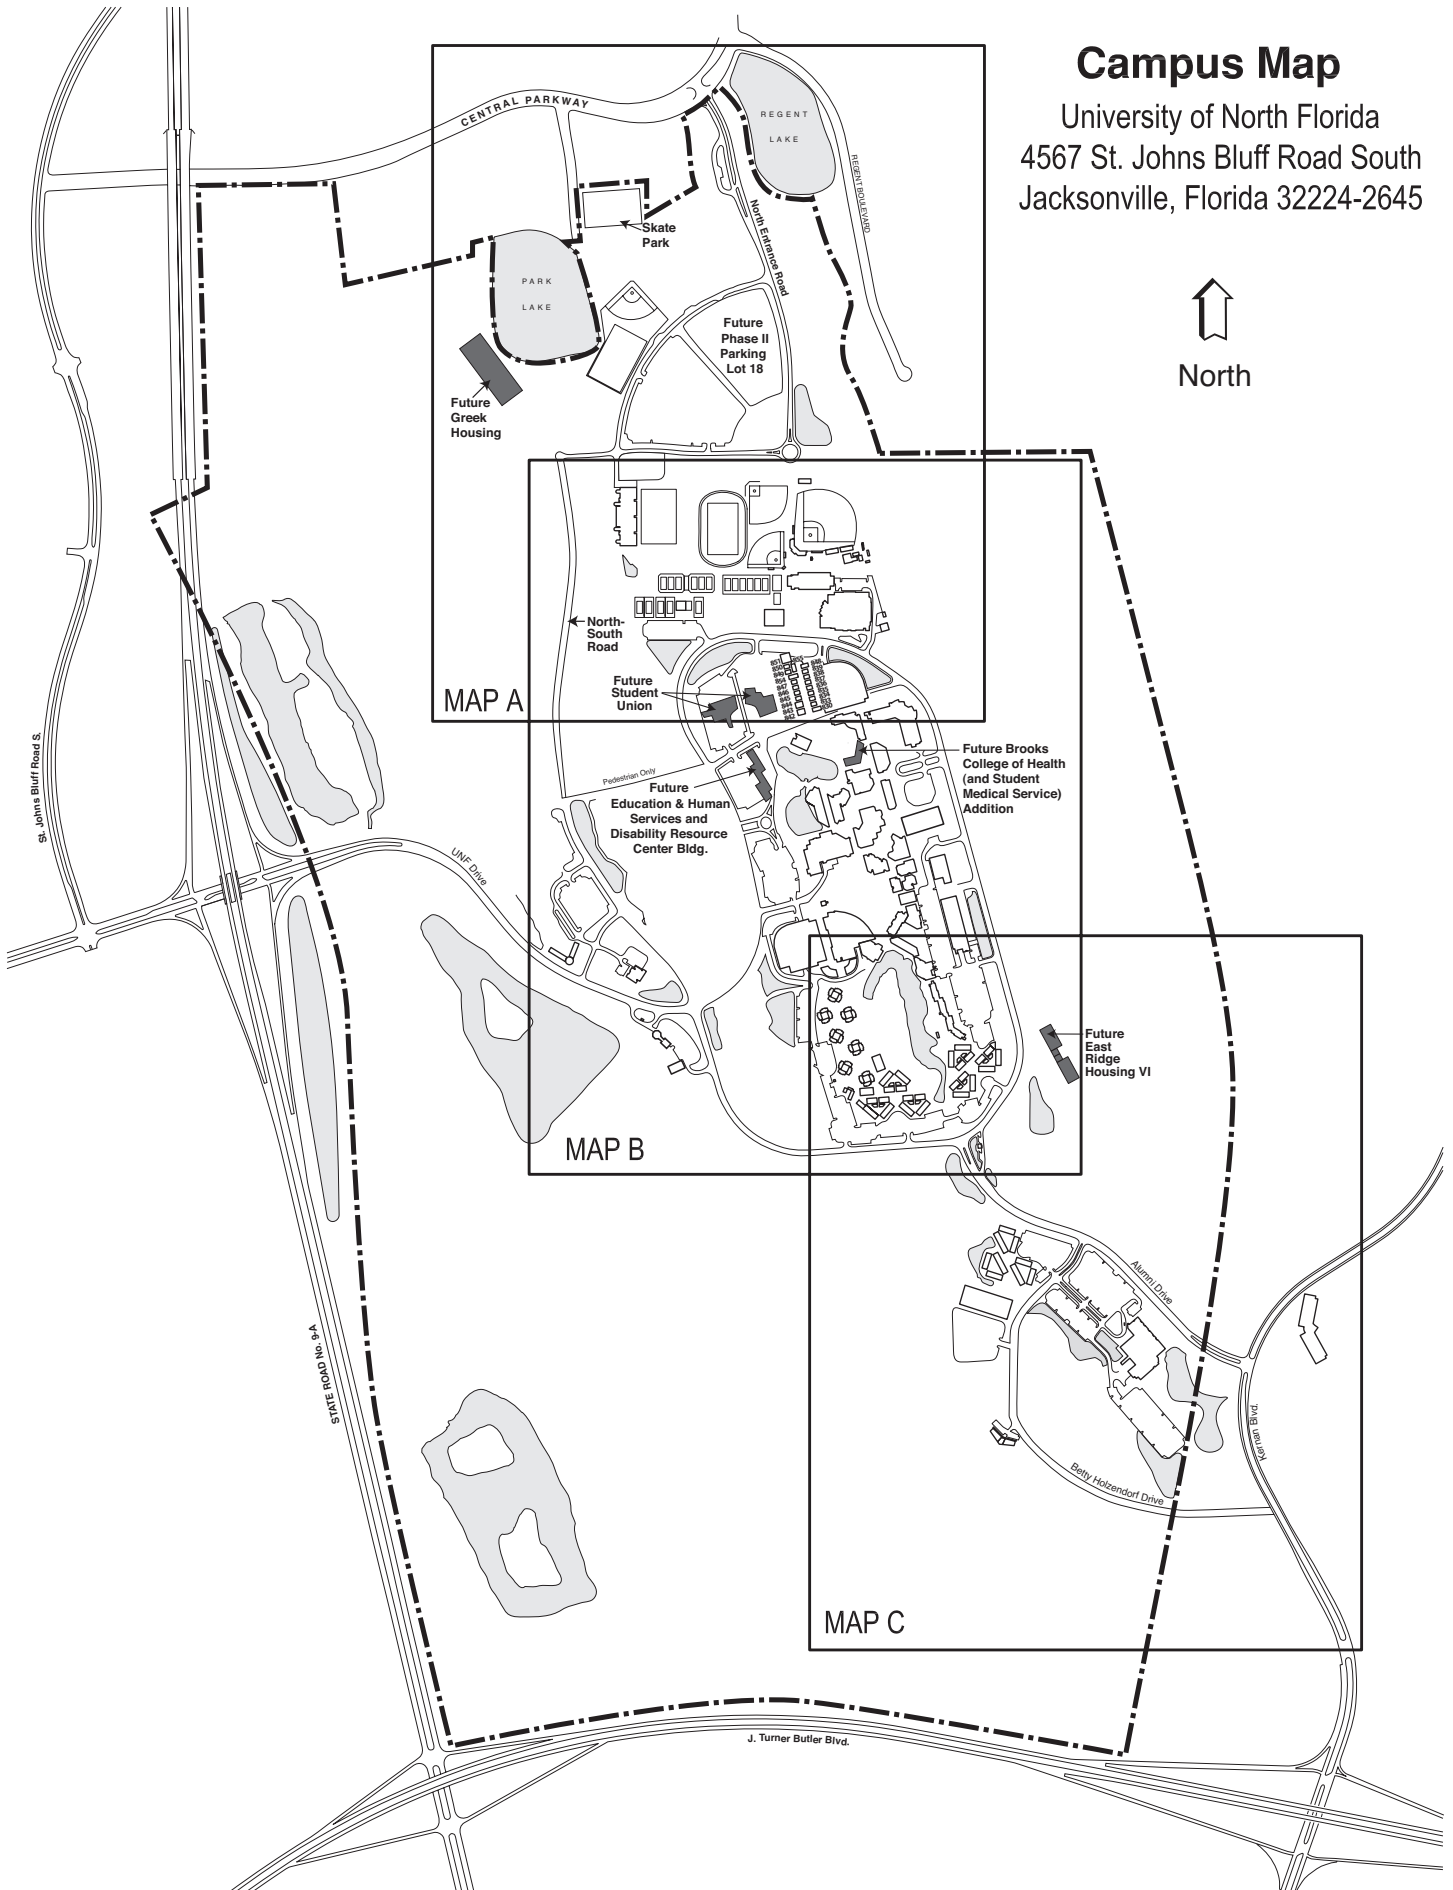 Campus Map
University of North Florida
4567 St. Johns Bluff Road South
Jacksonville, Florida 32224-2645
North
CENTRAL PARKWAY
REGENT
LAKE
REGENT BOULEVARD
North Entrance Road
Skate
Park
PARK
LAKE
Future
Phase II
Parking
Lot 18
Future
Greek
Housing
North-
South
Road
Future
Student
Union
MAP A
Pedestrian Only
Future
Education & Human
Services and
Disability Resource
Center Bldg.
Future Brooks
College of Health
(and Student
Medical Service)
Addition
St. Johns Bluff Road S.
UNF Drive
Future
East
Ridge
Housing VI
MAP B
Alumni Drive
STATE ROAD No. 9-A
Kernan Blvd.
Betty Holzendorf Drive
MAP C
J. Turner Butler Blvd.